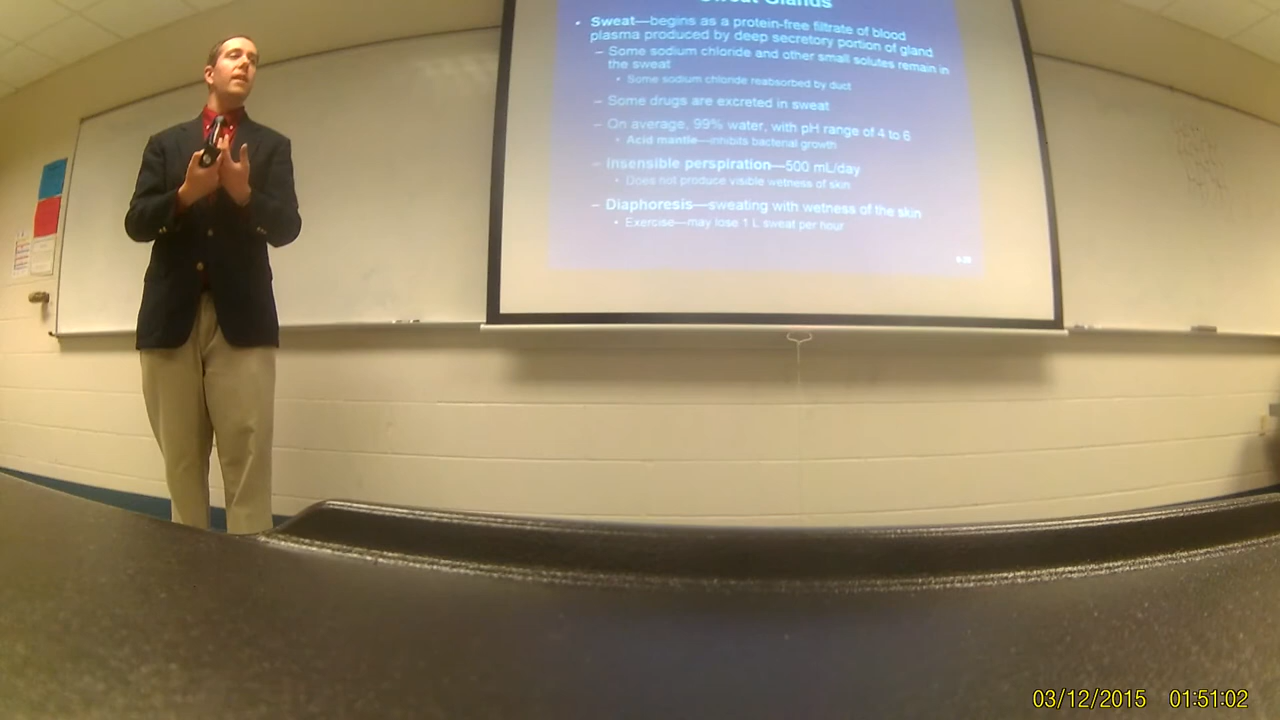 Sweat Glands
• Sweat—begins as a protein-free filtrate of blood
plasma produced by deep secretory portion of gland
– Some sodium chloride and other small solutes remain in
the sweat
• Some sodium chloride reabsorbed by duct
– Some drugs are excreted in sweat
– On average, 99% water, with pH range of 4 to 6
• Acid mantle—inhibits bacterial growth
– Insensible perspiration—500 mL/day
• Does not produce visible wetness of skin
– Diaphoresis—sweating with wetness of the skin
• Exercise—may lose 1 L sweat per hour
03/12/2015 01:51:02